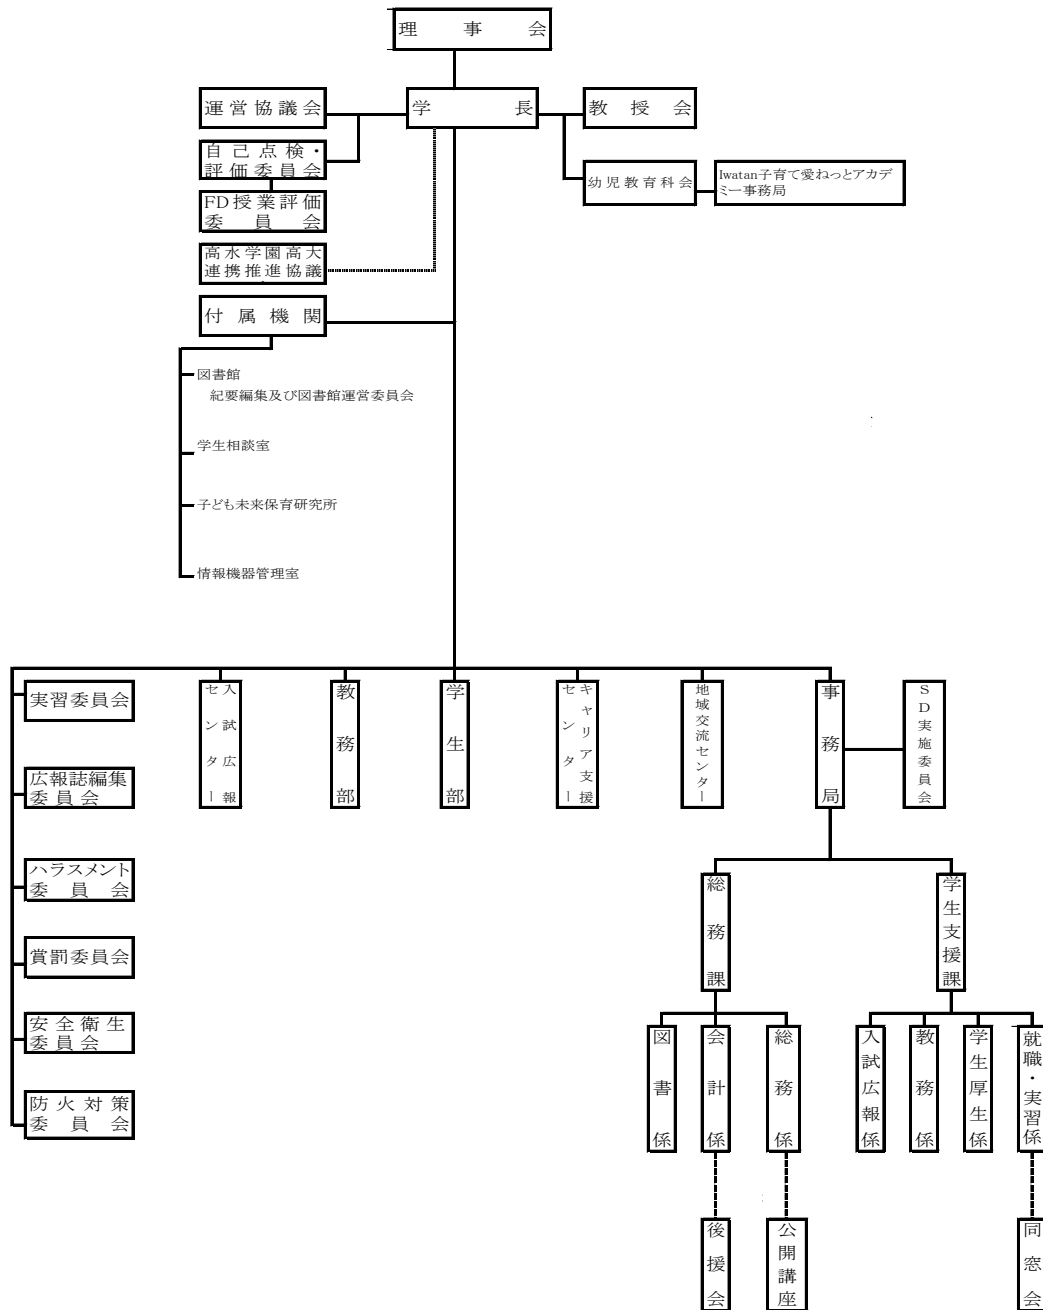 理事会
運営協議会
学長
教授会
自己点検・
評価委員会
幼児教育科会
Iwatan子育て愛ねっとアカデ
ミー事務局
FD授業評価
委員会
高水学園高大
連携推進協議
付属機関
図書館
紀要編集及び図書館運営委員会
学生相談室
子ども未来保育研究所
情報機器管理室
実習委員会
広報誌編集
委員会
ハラスメント
委員会
賞罰委員会
安全衛生
委員会
防火対策
委員会
入試広報
センター
教務部
学生部
キャリア支援
センター
地域交流センター
事務局
SD実施委員会
総務課
学生支援課
図書係
会計係
総務係
入試広報係
教務係
学生厚生係
就職・実習係
後援会
公開講座
同窓会